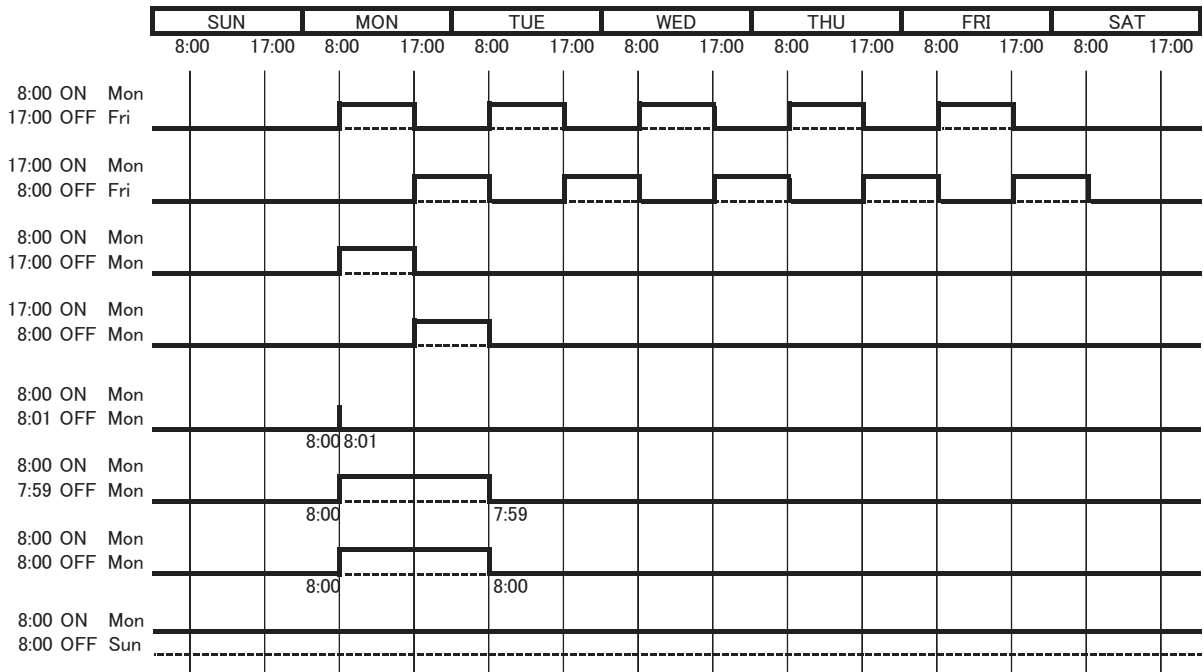 SUN MON TUE WED THU FRI SAT
8:00 17:00 8:00 17:00 8:00 17:00 8:00 17:00 8:00 17:00 8:00 17:00 8:00 17:00
8:00 ON Mon
17:00 OFF Fri
17:00 ON Mon
8:00 OFF Fri
8:00 ON Mon
17:00 OFF Mon
17:00 ON Mon
8:00 OFF Mon
8:00 ON Mon
8:01 OFF Mon
8:00 8:01
8:00 ON Mon
7:59 OFF Mon
8:00 7:59
8:00 ON Mon
8:00 OFF Mon
8:00 8:00
8:00 ON Mon
8:00 OFF Sun